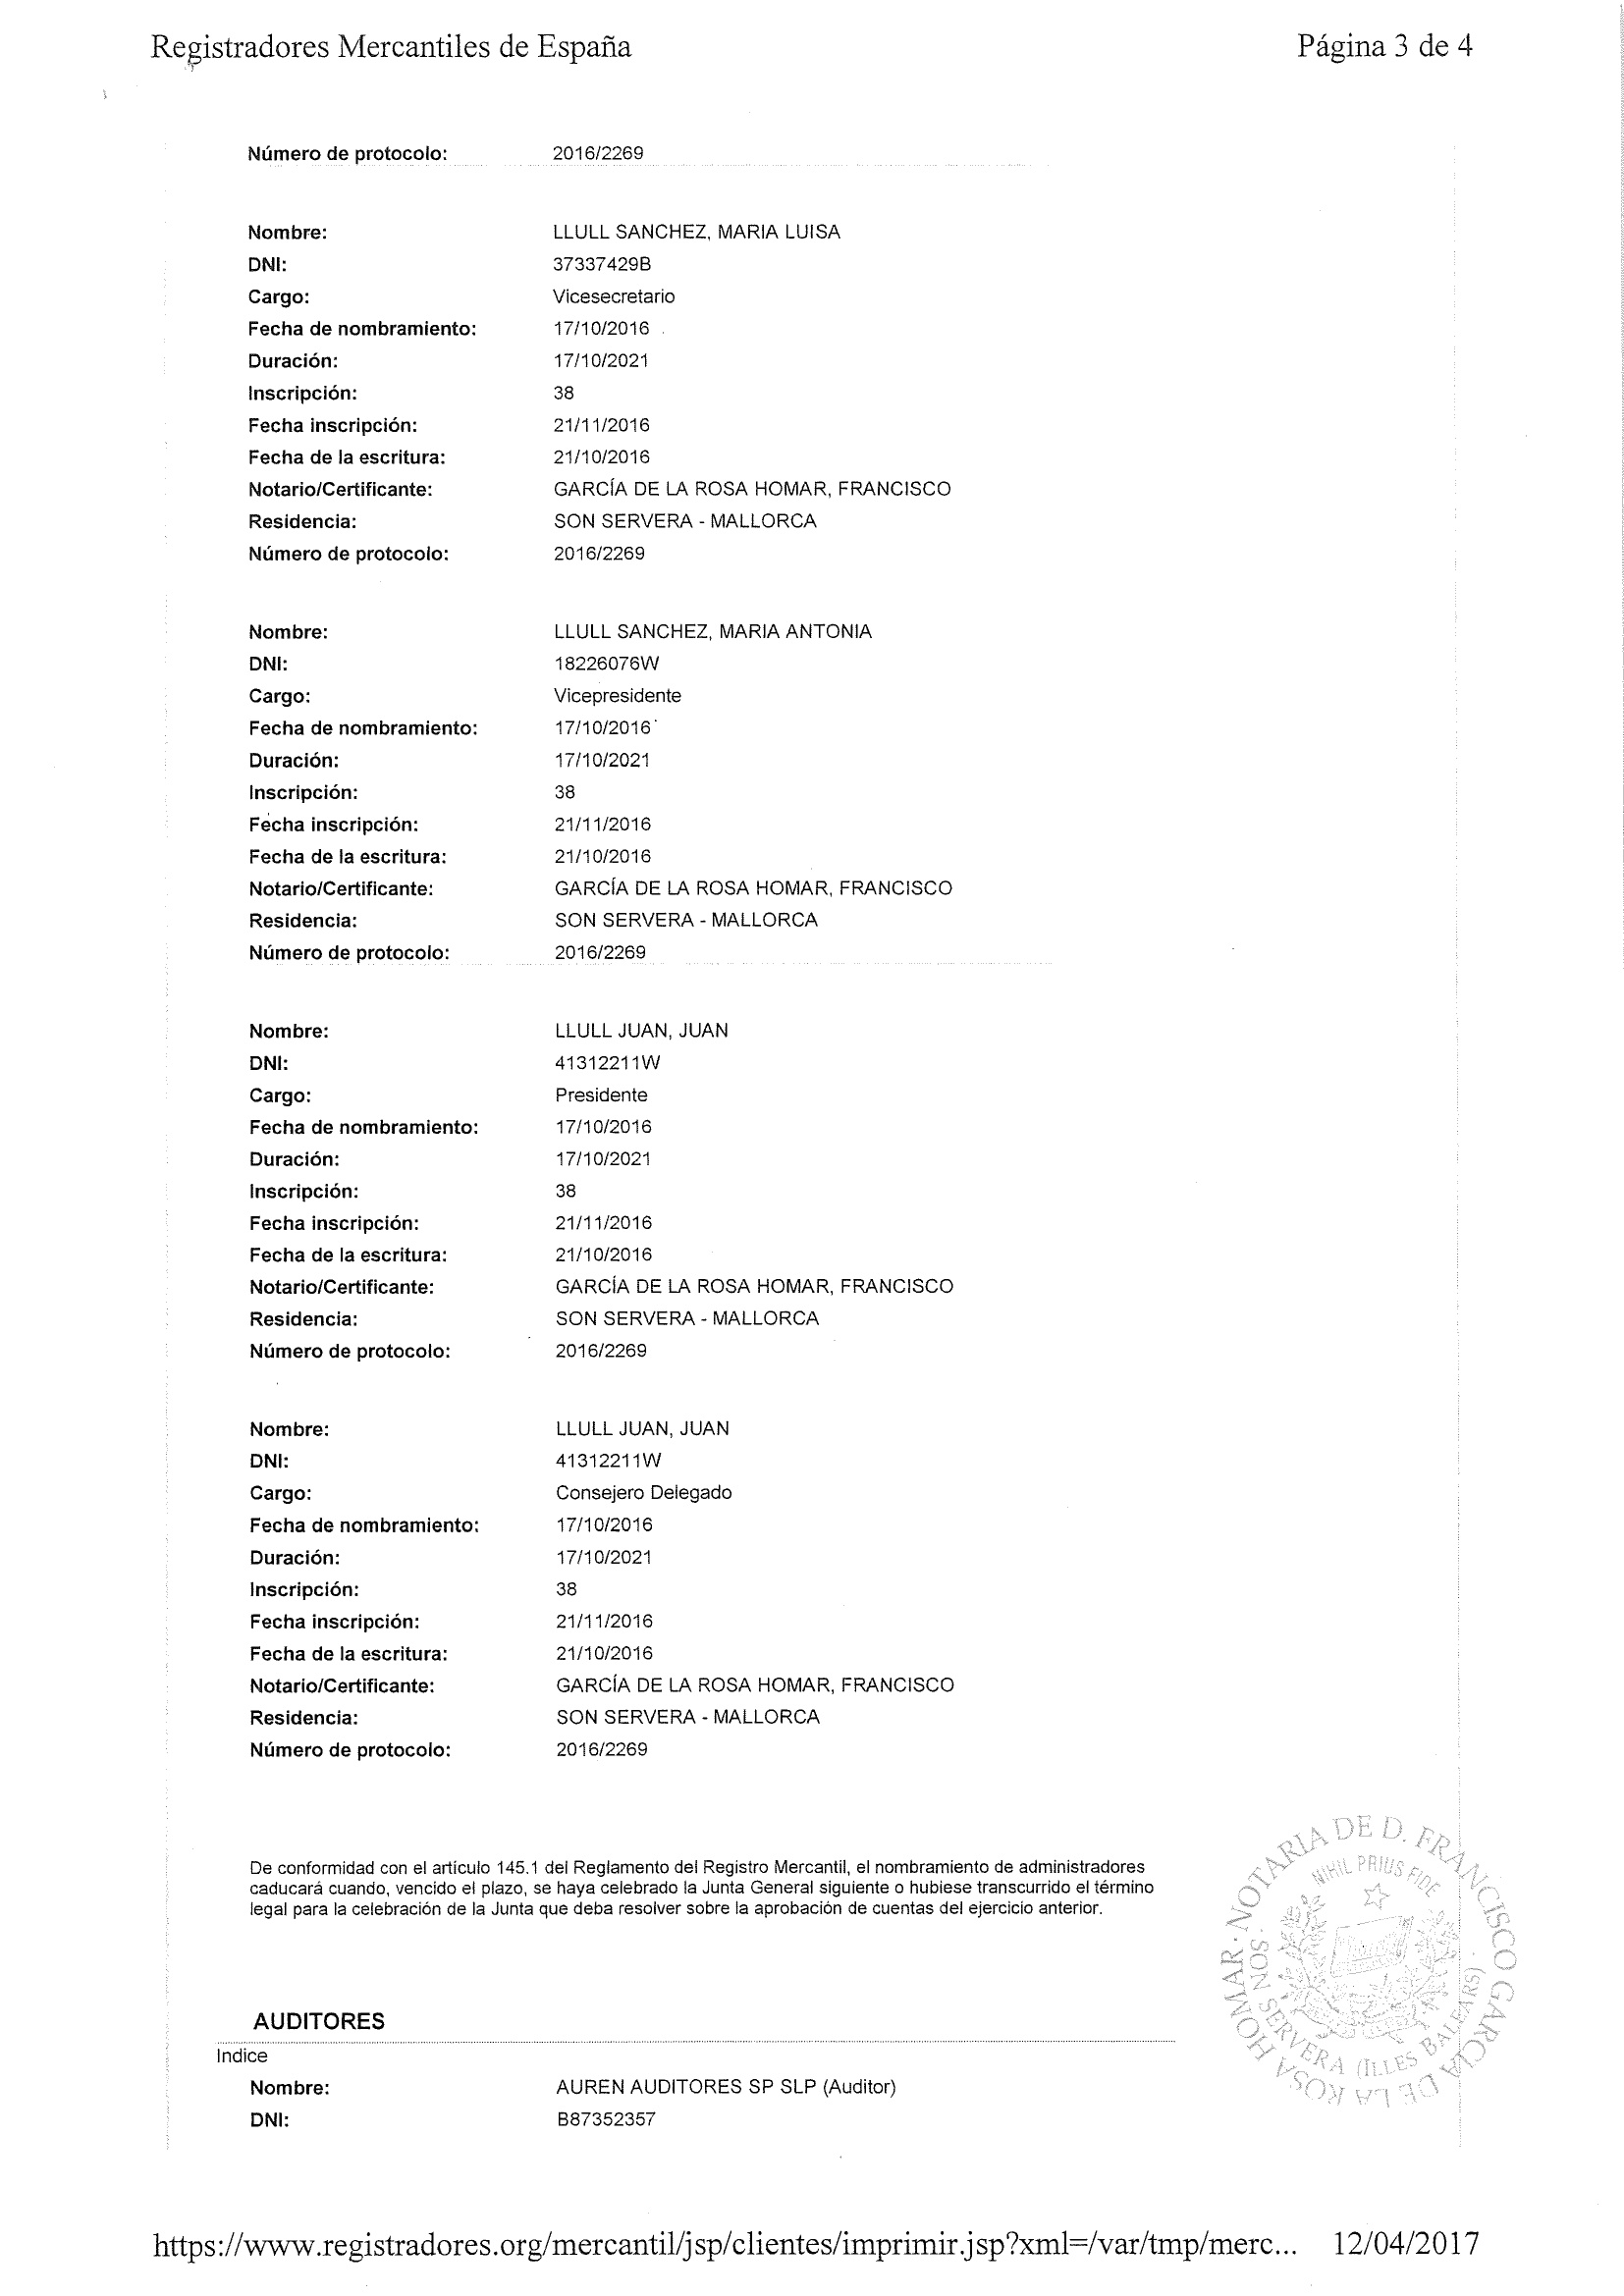 Registradores Mercantiles de España Página 3 de 4
Número de protocolo: 2016/2269
Nombre: LLULL SANCHEZ, MARIA LUISA
DNI: 37337429B
Cargo: Vicesecretario
Fecha de nombramiento: 17/10/2016
Duración: 17/10/2021
Inscripción: 38
Fecha inscripción: 21/11/2016
Fecha de la escritura: 21/10/2016
Notario/Certificante: GARCÍA DE LA ROSA HOMAR, FRANCISCO
Residencia: SON SERVERA - MALLORCA
Número de protocolo: 2016/2269
Nombre: LLULL SANCHEZ, MARIA ANTONIA
DNI: 18226076W
Cargo: Vicepresidente
Fecha de nombramiento: 17/10/2016
Duración: 17/10/2021
Inscripción: 38
Fecha inscripción: 21/11/2016
Fecha de la escritura: 21/10/2016
Notario/Certificante: GARCÍA DE LA ROSA HOMAR, FRANCISCO
Residencia: SON SERVERA - MALLORCA
Número de protocolo: 2016/2269
Nombre: LLULL JUAN, JUAN
DNI: 41312211W
Cargo: Presidente
Fecha de nombramiento: 17/10/2016
Duración: 17/10/2021
Inscripción: 38
Fecha inscripción: 21/11/2016
Fecha de la escritura: 21/10/2016
Notario/Certificante: GARCÍA DE LA ROSA HOMAR, FRANCISCO
Residencia: SON SERVERA - MALLORCA
Número de protocolo: 2016/2269
Nombre: LLULL JUAN, JUAN
DNI: 41312211W
Cargo: Consejero Delegado
Fecha de nombramiento: 17/10/2016
Duración: 17/10/2021
Inscripción: 38
Fecha inscripción: 21/11/2016
Fecha de la escritura: 21/10/2016
Notario/Certificante: GARCÍA DE LA ROSA HOMAR, FRANCISCO
Residencia: SON SERVERA - MALLORCA
Número de protocolo: 2016/2269
De conformidad con el artículo 145.1 del Reglamento del Registro Mercantil, el nombramiento de administradores
caducará cuando, vencido el plazo, se haya celebrado la Junta General siguiente o hubiese transcurrido el término
legal para la celebración de la Junta que deba resolver sobre la aprobación de cuentas del ejercicio anterior.
NOTARIA DE D. FRANCISCO GARCIA DE LA ROSA HOMAR
NIHIL PRIUS FIDE
SON SERVERA (ILLES BALEARS)
AUDITORES
Indice
Nombre: AUREN AUDITORES SP SLP (Auditor)
DNI: B87352357
https://www.registradores.org/mercantil/jsp/clientes/imprimir.jsp?xml=/var/tmp/merc... 12/04/2017